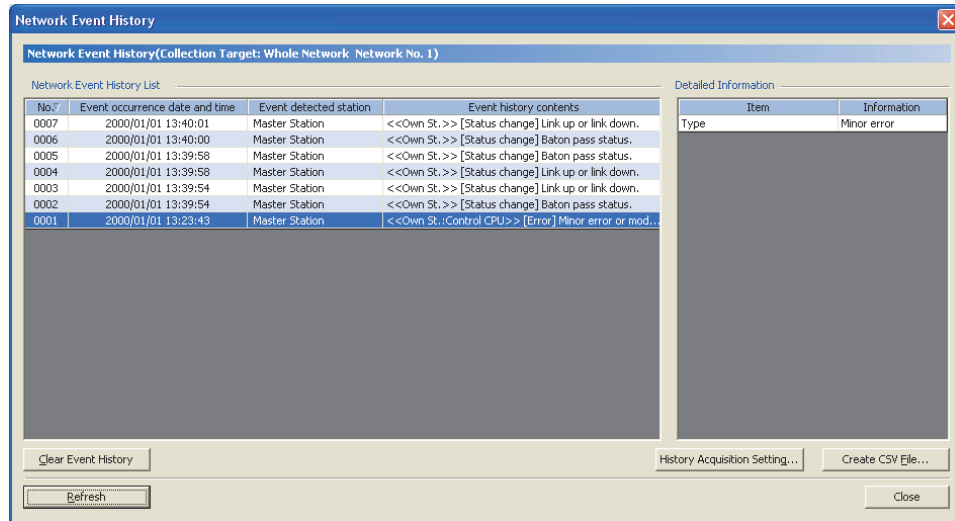 Network Event History
Network Event History(Collection Target: Whole Network  Network No. 1)
Network Event History List
Detailed Information
No. Event occurrence date and time Event detected station Event history contents
Item Information
0007 2000/01/01 13:40:01 Master Station <<Own St.>> [Status change] Link up or link down.
Type Minor error
0006 2000/01/01 13:40:00 Master Station <<Own St.>> [Status change] Baton pass status.
0005 2000/01/01 13:39:58 Master Station <<Own St.>> [Status change] Link up or link down.
0004 2000/01/01 13:39:58 Master Station <<Own St.>> [Status change] Baton pass status.
0003 2000/01/01 13:39:54 Master Station <<Own St.>> [Status change] Link up or link down.
0002 2000/01/01 13:39:54 Master Station <<Own St.>> [Status change] Baton pass status.
0001 2000/01/01 13:23:43 Master Station <<Own St.:Control CPU>> [Error] Minor error or mod...
Clear Event History
History Acquisition Setting...
Create CSV File...
Refresh
Close